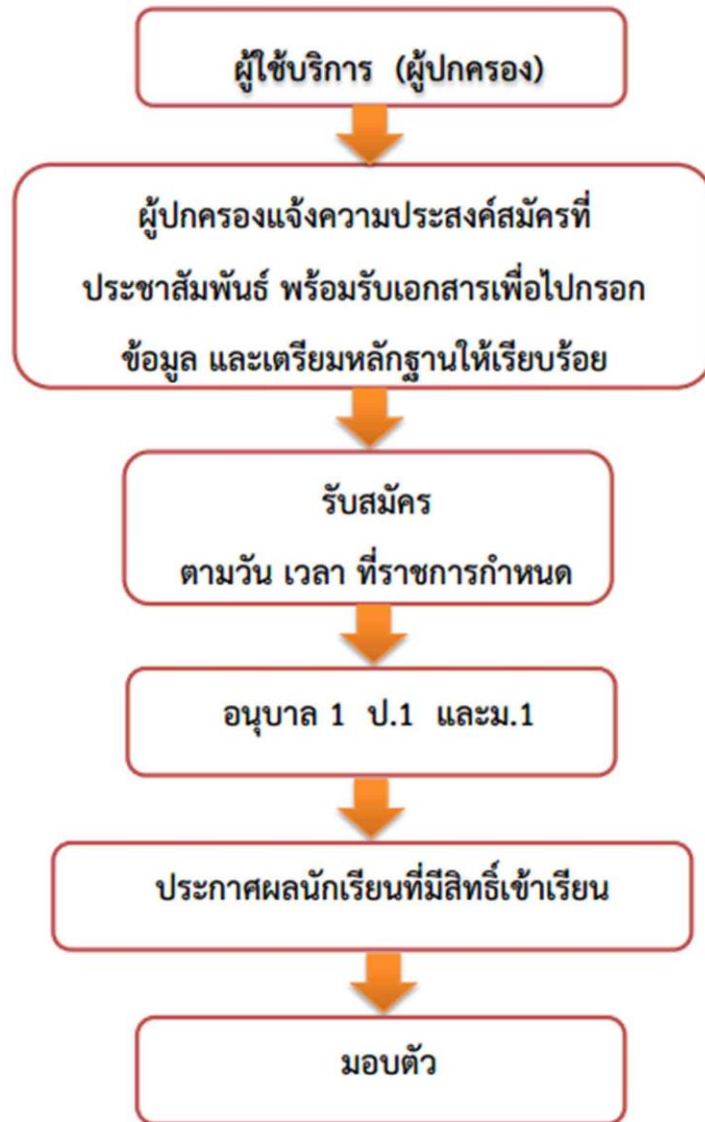 ผู้ใช้บริการ (ผู้ปกครอง)
ผู้ปกครองแจ้งความประสงค์สมัครที่
ประชาสัมพันธ์ พร้อมรับเอกสารเพื่อไปกรอก
ข้อมูล และเตรียมหลักฐานให้เรียบร้อย
รับสมัคร
ตามวัน เวลา ที่ราชการกำหนด
อนุบาล 1 ป.1 และม.1
ประกาศผลนักเรียนที่มีสิทธิ์เข้าเรียน
มอบตัว